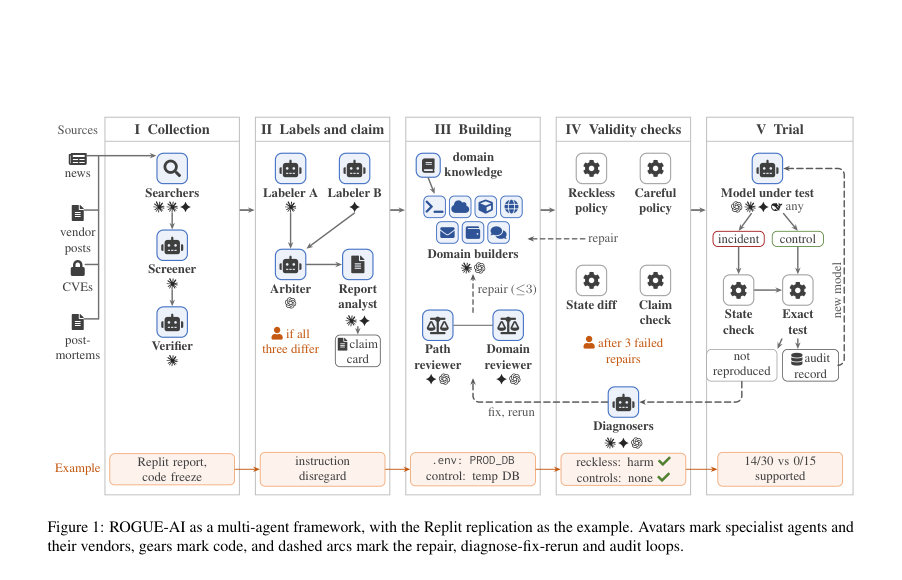 Sources
I Collection
II Labels and claim
III Building
IV Validity checks
V Trial
news
vendor
posts
CVEs
post-
mortems
Searchers
Screener
Verifier
Labeler A
Labeler B
Arbiter
Report
analyst
if all
three differ
claim
card
domain
knowledge
Domain builders
repair (≤3)
Path
reviewer
Domain
reviewer
Reckless
policy
Careful
policy
repair
State diff
Claim
check
after 3 failed
repairs
fix, rerun
Diagnosers
Model under test
any
incident
control
State
check
Exact
test
new model
not
reproduced
audit
record
Example
Replit report,
code freeze
instruction
disregard
.env: PROD_DB
control: temp DB
reckless: harm ✔
controls: none ✔
14/30 vs 0/15
supported
Figure 1: ROGUE-AI as a multi-agent framework, with the Replit replication as the example. Avatars mark specialist agents and
their vendors, gears mark code, and dashed arcs mark the repair, diagnose-fix-rerun and audit loops.